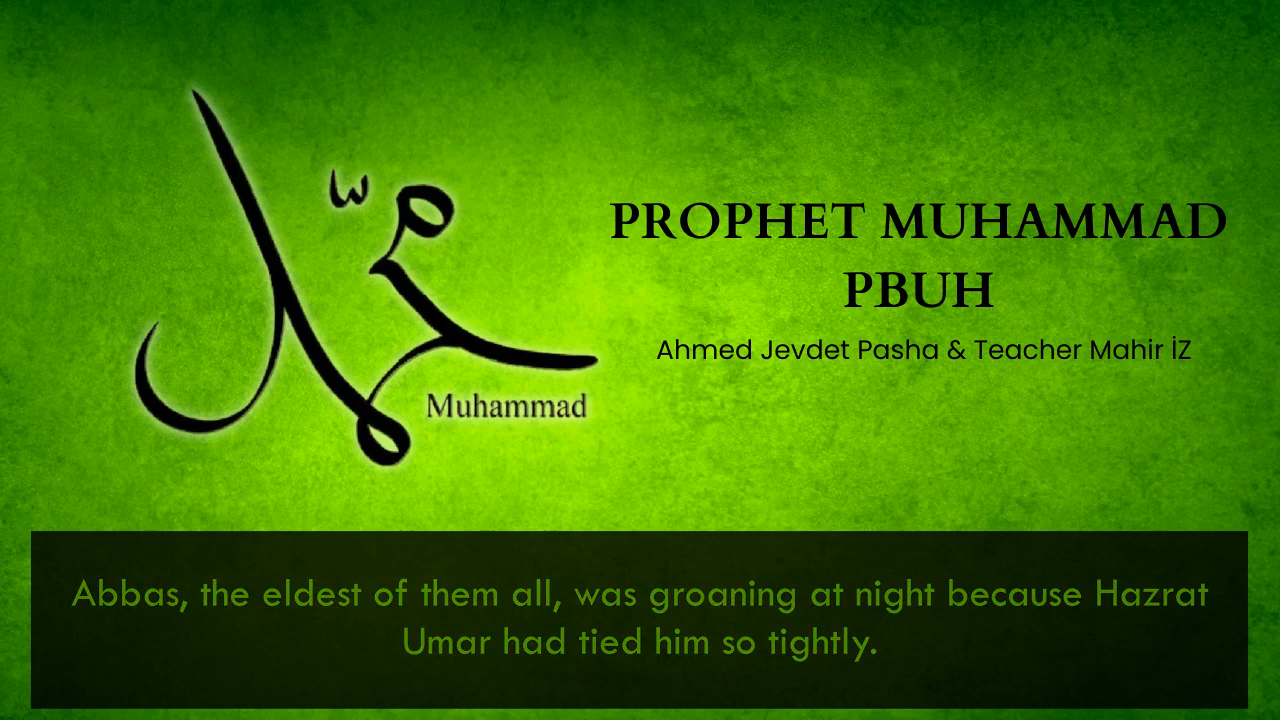 محمد
Muhammad
PROPHET MUHAMMAD
PBUH
Ahmed Jevdet Pasha & Teacher Mahir İZ
Abbas, the eldest of them all, was groaning at night because Hazrat
Umar had tied him so tightly.